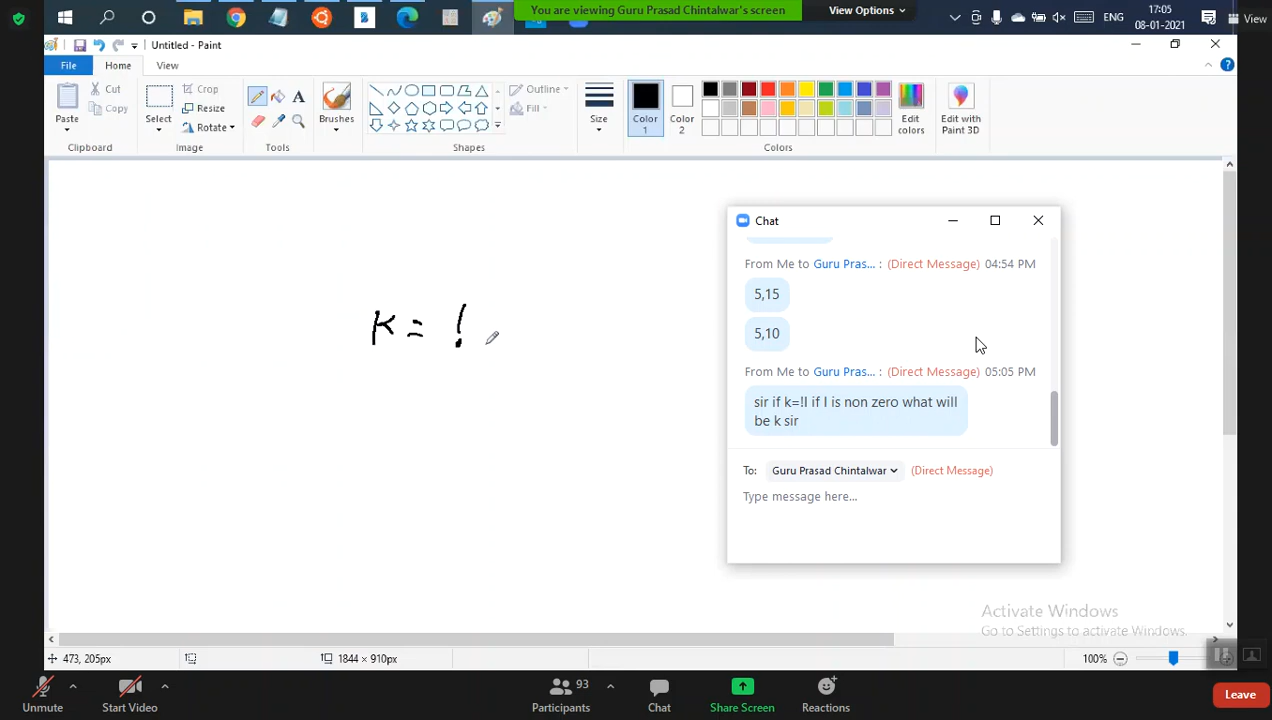 You are viewing Guru Prasad Chintalwar's screen
View Options
ENG
17:05
08-01-2021
View
Untitled - Paint
File
Home
View
Paste
Cut
Copy
Clipboard
Select
Crop
Resize
Rotate
Image
Tools
Brushes
Outline
Fill
Shapes
Size
Color
1
Color
2
Edit
colors
Colors
Edit with
Paint 3D
K = !
Chat
From Me to Guru Pras... : (Direct Message) 04:54 PM
5,15
5,10
From Me to Guru Pras... : (Direct Message) 05:05 PM
sir if k=!I if I is non zero what will
be k sir
To: Guru Prasad Chintalwar (Direct Message)
Type message here...
Activate Windows
Go to Settings to activate Windows.
473, 205px
1844 × 910px
100%
Unmute
Start Video
93
Participants
Chat
Share Screen
Reactions
Leave